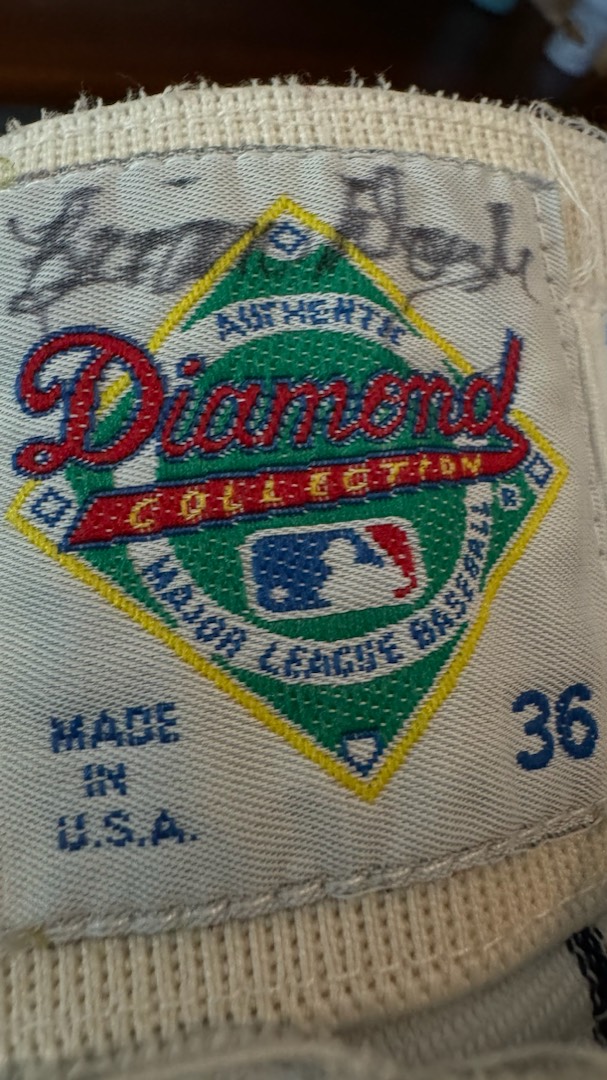 AUTHENTIC
Diamond
COLLECTION
®
MAJOR LEAGUE BASEBALL
36
MADE
IN
U.S.A.